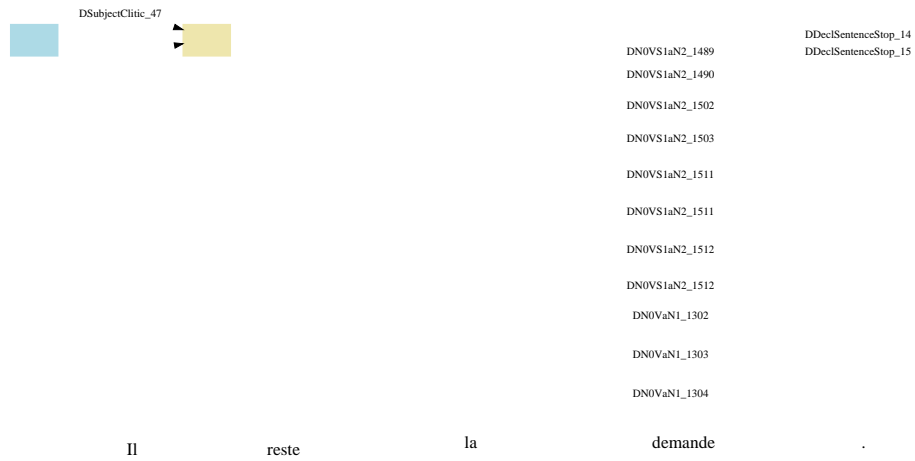 DSubjectClitic_47
DDeclSentenceStop_14
DN0VS1aN2_1489 DDeclSentenceStop_15
DN0VS1aN2_1490
DN0VS1aN2_1502
DN0VS1aN2_1503
DN0VS1aN2_1511
DN0VS1aN2_1511
DN0VS1aN2_1512
DN0VS1aN2_1512
DN0VaN1_1302
DN0VaN1_1303
DN0VaN1_1304
Il reste la demande .